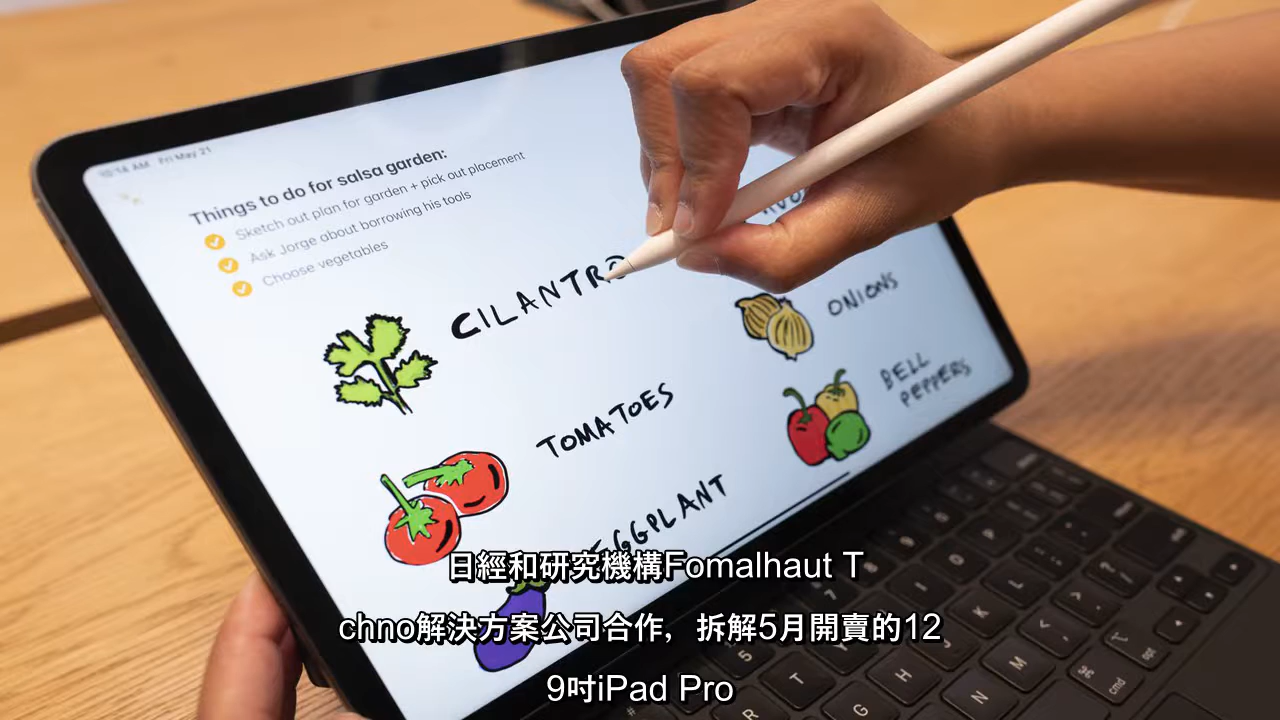 10:14 AM Fri May 21
Things to do for salsa garden:
Sketch out plan for garden + pick out placement
Ask Jorge about borrowing his tools
Choose vegetables
CILANTRO
ONIONS
TOMATOES
BELL
PEPPERS
EGGPLANT
日經和研究機構Fomalhaut T
chno解決方案公司合作，拆解5月開賣的12
9吋iPad Pro